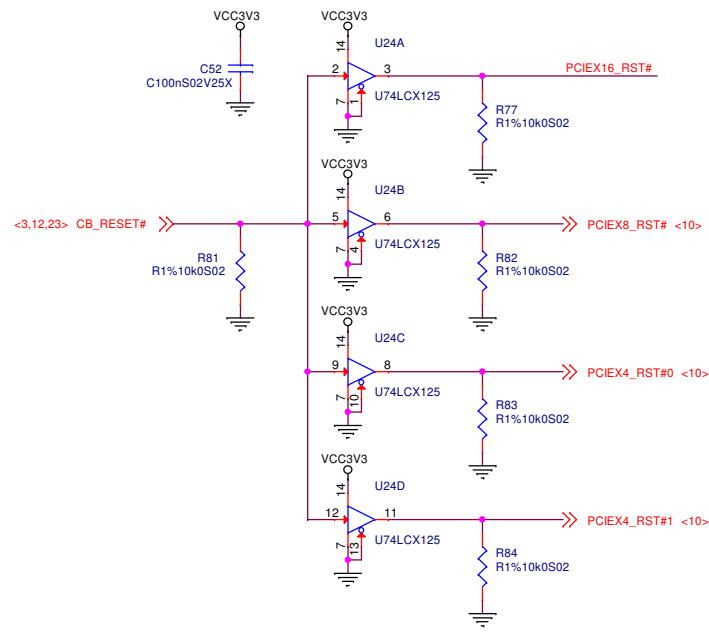 VCC3V3
C52
C100nS02V25X
VCC3V3
14
U24A
2
3
PCIEX16_RST#
7
1
U74LCX125
R77
R1%10k0S02
VCC3V3
14
U24B
<3,12,23> CB_RESET#
5
6
PCIEX8_RST# <10>
7
4
U74LCX125
R81
R1%10k0S02
R82
R1%10k0S02
VCC3V3
14
U24C
9
8
PCIEX4_RST#0 <10>
7
10
U74LCX125
R83
R1%10k0S02
VCC3V3
14
U24D
12
11
PCIEX4_RST#1 <10>
7
13
U74LCX125
R84
R1%10k0S02